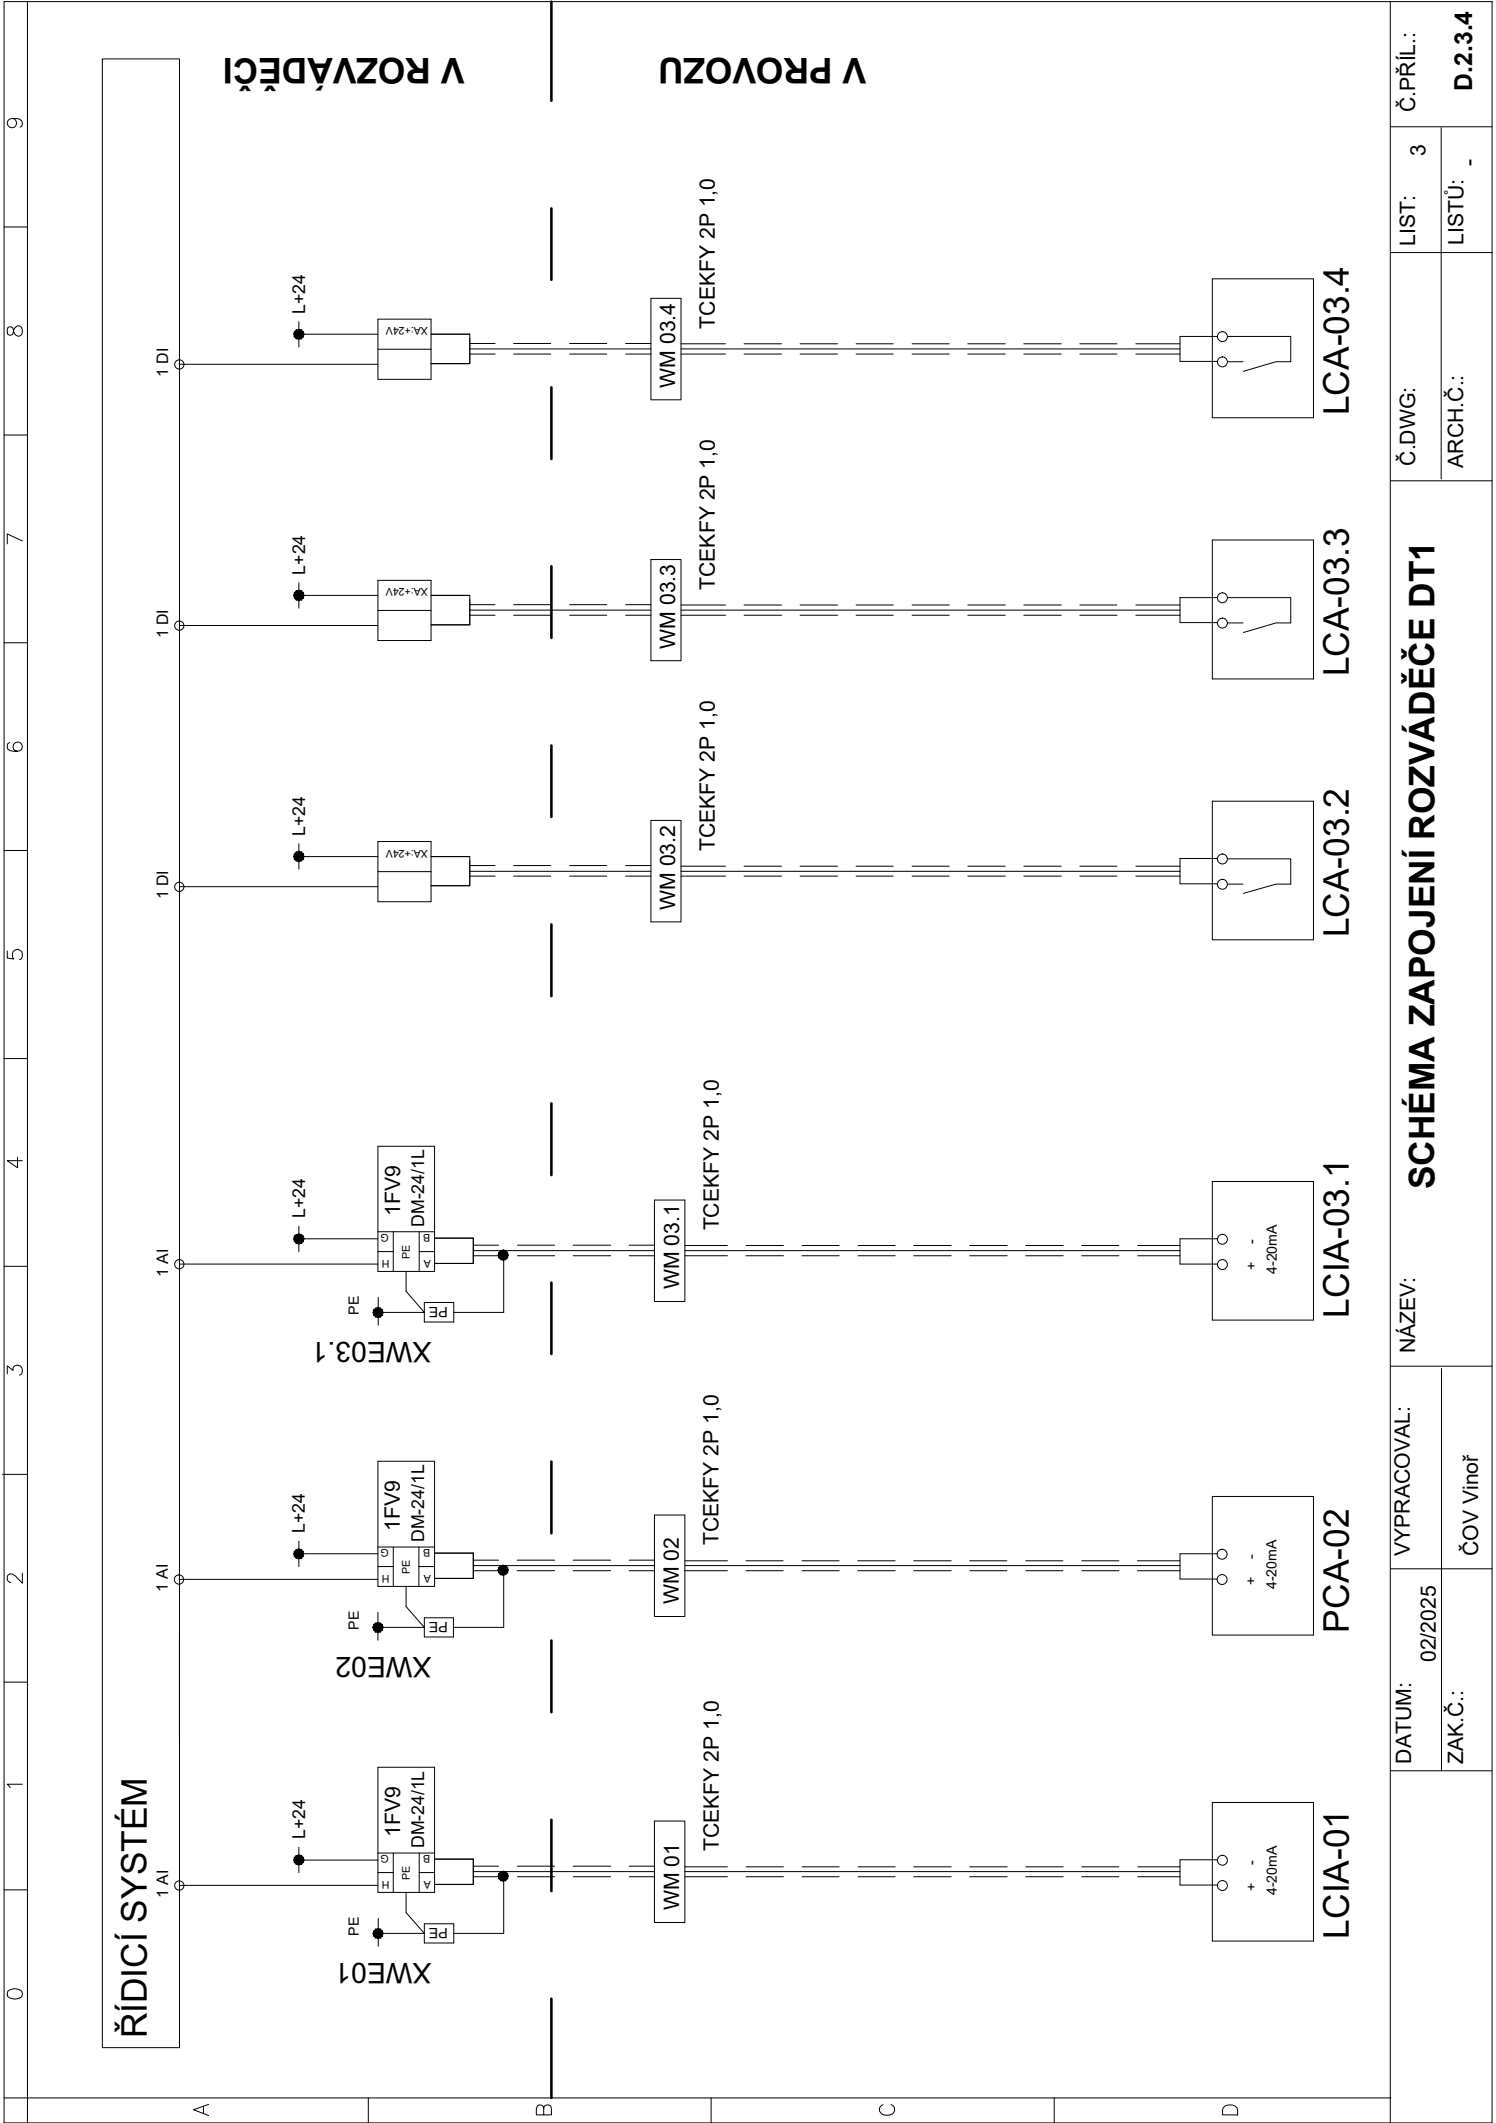 0 1 2 3 4 5 6 7 8 9
A
B
C
D
ŘÍDICÍ SYSTÉM
1 AI 1 AI 1 AI 1 DI 1 DI 1 DI
V ROZVÁDĚČI
V PROVOZU
L+24 L+24 L+24 L+24 L+24 L+24
PE PE PE
XWE01
PE
H G
PE
A B
1FV9
DM-24/1L
XWE02
PE
H G
PE
A B
1FV9
DM-24/1L
XWE03.1
PE
H G
PE
A B
1FV9
DM-24/1L
XA:+24V
XA:+24V
XA:+24V
WM 01
TCEKFY 2P 1,0
WM 02
TCEKFY 2P 1,0
WM 03.1
TCEKFY 2P 1,0
WM 03.2
TCEKFY 2P 1,0
WM 03.3
TCEKFY 2P 1,0
WM 03.4
TCEKFY 2P 1,0
+ -
4-20mA
LCIA-01
+ -
4-20mA
PCA-02
+ -
4-20mA
LCIA-03.1
LCA-03.2
LCA-03.3
LCA-03.4
DATUM:
02/2025
ZAK.Č.:
VYPRACOVAL:
ČOV Vinoř
NÁZEV:
SCHÉMA ZAPOJENÍ ROZVÁDĚČE DT1
Č.DWG:
ARCH.Č.:
LIST: 3
LISTŮ: -
Č.PŘÍL.:
D.2.3.4